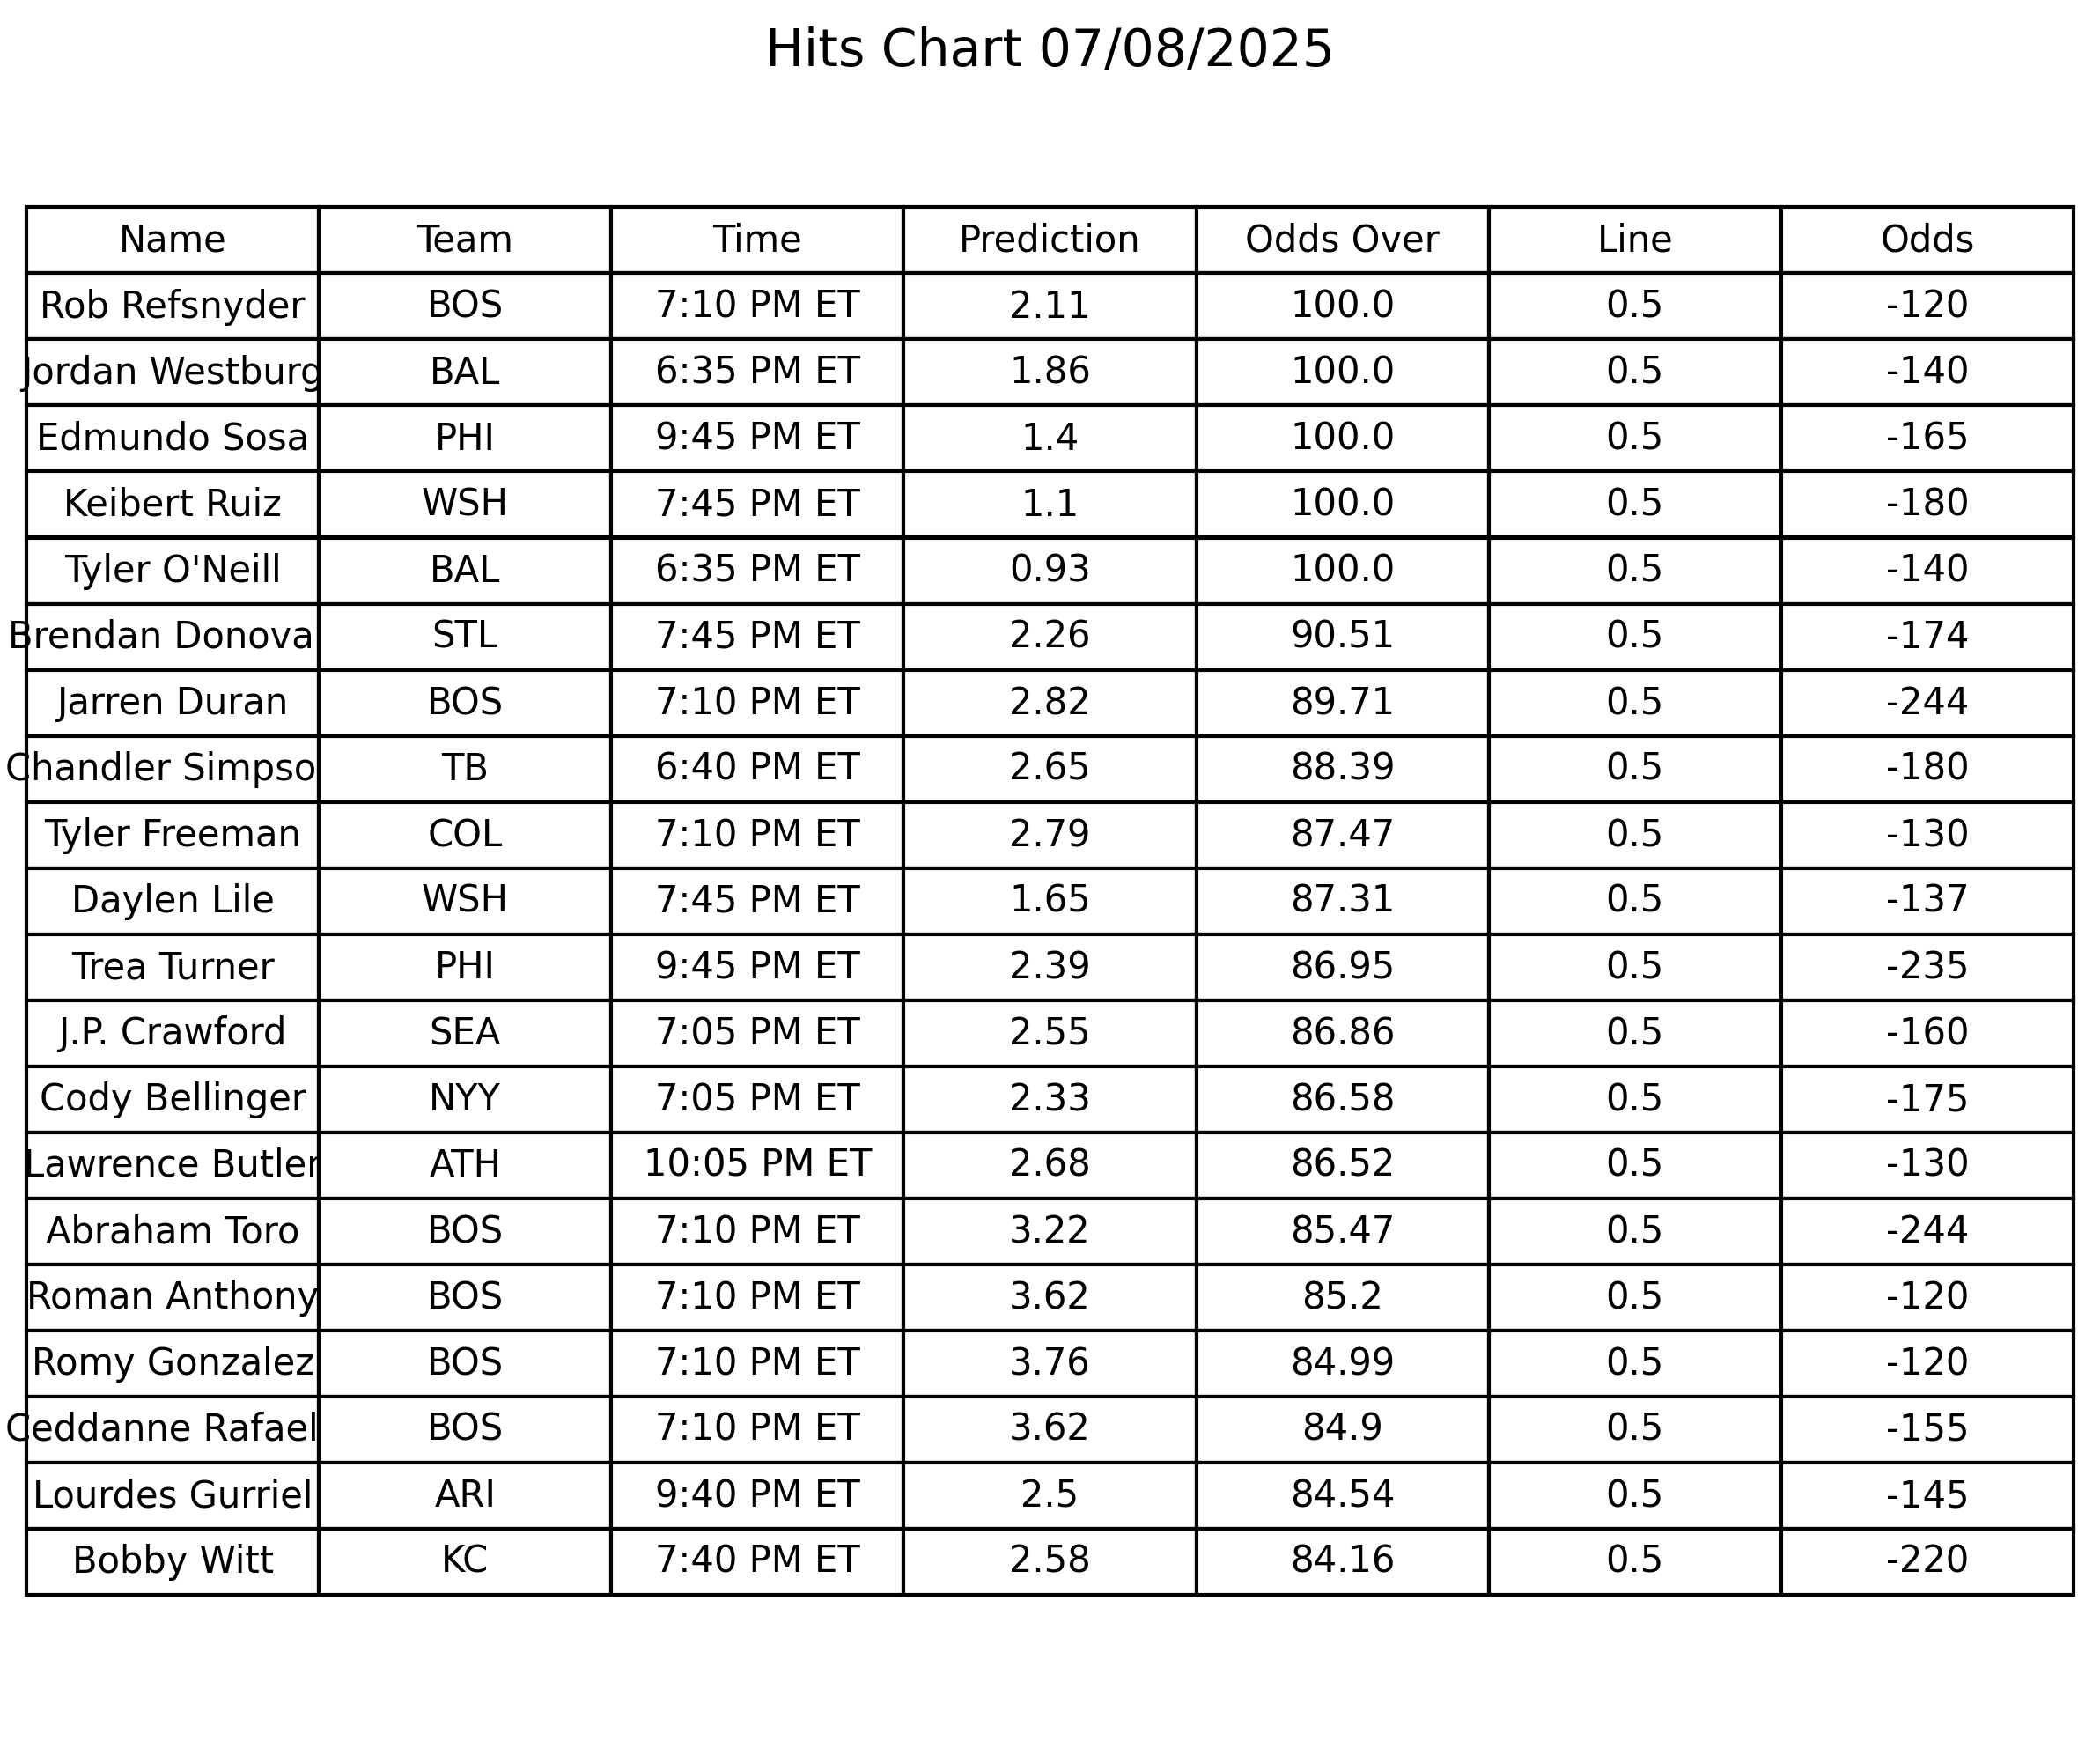 Hits Chart 07/08/2025
Name Team Time Prediction Odds Over Line Odds
Rob Refsnyder BOS 7:10 PM ET 2.11 100.0 0.5 -120
Jordan Westburg BAL 6:35 PM ET 1.86 100.0 0.5 -140
Edmundo Sosa PHI 9:45 PM ET 1.4 100.0 0.5 -165
Keibert Ruiz WSH 7:45 PM ET 1.1 100.0 0.5 -180
Tyler O'Neill BAL 6:35 PM ET 0.93 100.0 0.5 -140
Brendan Donova STL 7:45 PM ET 2.26 90.51 0.5 -174
Jarren Duran BOS 7:10 PM ET 2.82 89.71 0.5 -244
Chandler Simpso TB 6:40 PM ET 2.65 88.39 0.5 -180
Tyler Freeman COL 7:10 PM ET 2.79 87.47 0.5 -130
Daylen Lile WSH 7:45 PM ET 1.65 87.31 0.5 -137
Trea Turner PHI 9:45 PM ET 2.39 86.95 0.5 -235
J.P. Crawford SEA 7:05 PM ET 2.55 86.86 0.5 -160
Cody Bellinger NYY 7:05 PM ET 2.33 86.58 0.5 -175
Lawrence Butler ATH 10:05 PM ET 2.68 86.52 0.5 -130
Abraham Toro BOS 7:10 PM ET 3.22 85.47 0.5 -244
Roman Anthony BOS 7:10 PM ET 3.62 85.2 0.5 -120
Romy Gonzalez BOS 7:10 PM ET 3.76 84.99 0.5 -120
Ceddanne Rafael BOS 7:10 PM ET 3.62 84.9 0.5 -155
Lourdes Gurriel ARI 9:40 PM ET 2.5 84.54 0.5 -145
Bobby Witt KC 7:40 PM ET 2.58 84.16 0.5 -220